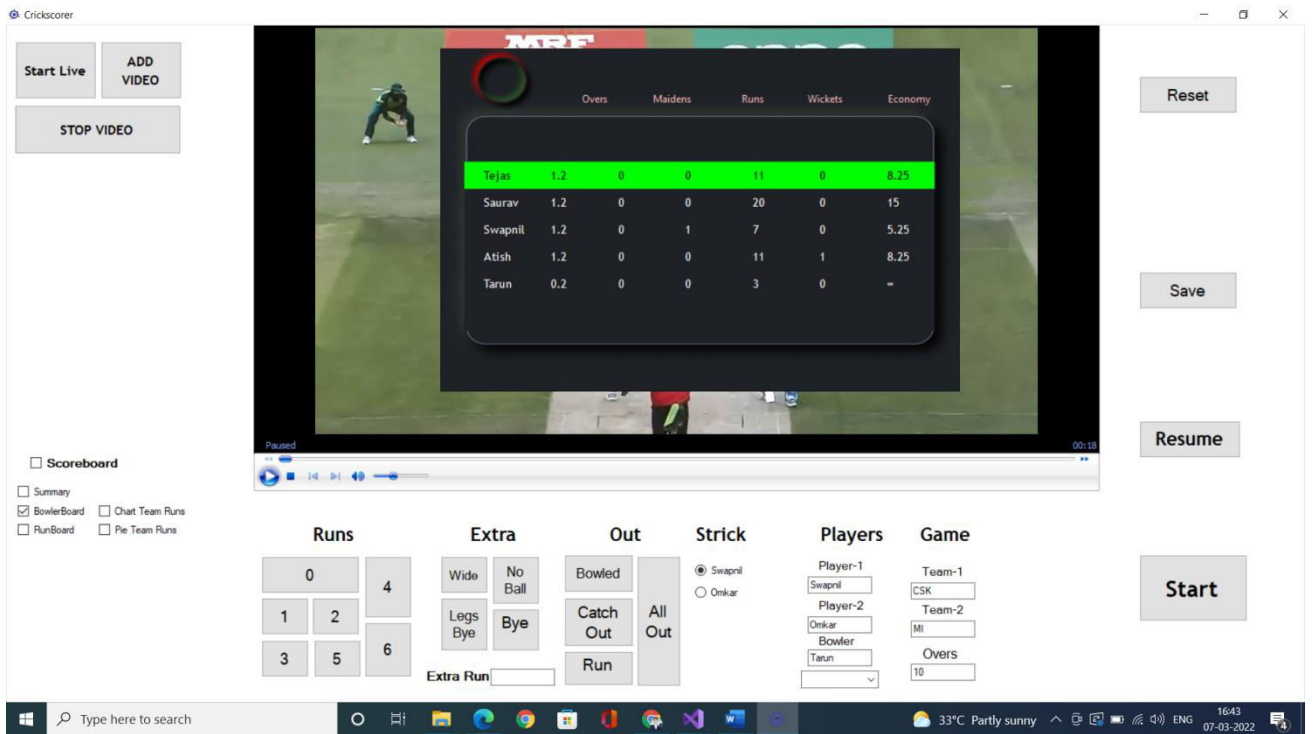 Crickscorer
Start Live
ADD VIDEO
STOP VIDEO
MRF
Overs Maidens Runs Wickets Economy
Tejas 1.2 0 0 11 0 8.25
Saurav 1.2 0 0 20 0 15
Swapnil 1.2 0 1 7 0 5.25
Atish 1.2 0 0 11 1 8.25
Tarun 0.2 0 0 3 0 -
Reset
Save
Resume
Start
Paused 00:18
Scoreboard
Summary
BowlerBoard Chart Team Runs
RunBoard Pie Team Runs
Runs
0 4
1 2
3 5 6
Extra
Wide No Ball
Legs Bye Bye
Extra Run
Out
Bowled
Catch Out
Run
All Out
Strick
Swapnil
Omkar
Players
Player-1
Swapnil
Player-2
Omkar
Bowler
Tarun
Game
Team-1
CSK
Team-2
MI
Overs
10
Type here to search
33°C Partly sunny
ENG
16:43
07-03-2022
4